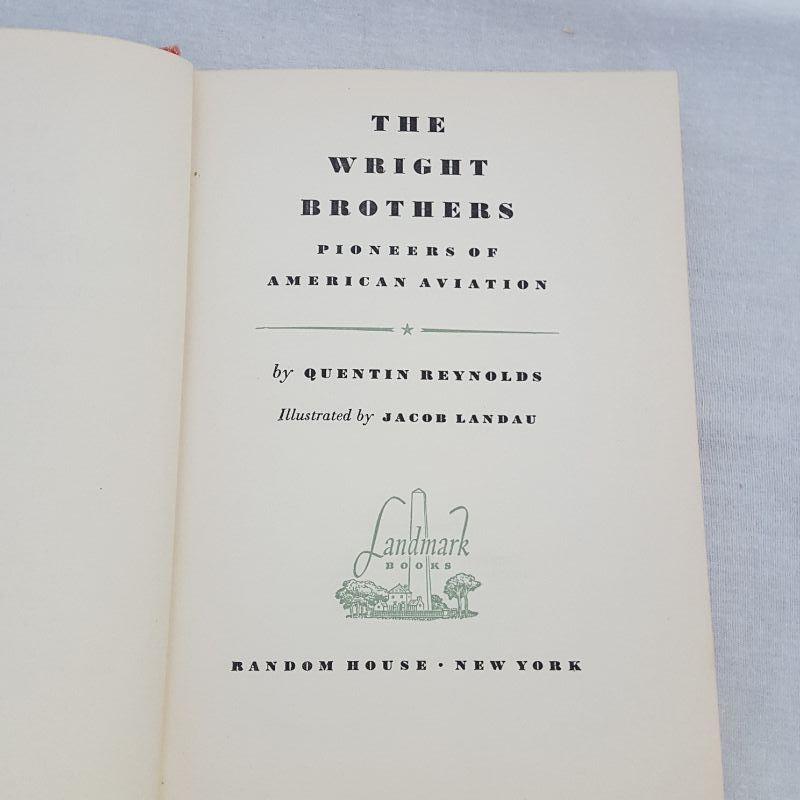 THE
WRIGHT
BROTHERS
PIONEERS OF
AMERICAN AVIATION
by QUENTIN REYNOLDS
Illustrated by JACOB LANDAU
Landmark
BOOKS
RANDOM HOUSE · NEW YORK